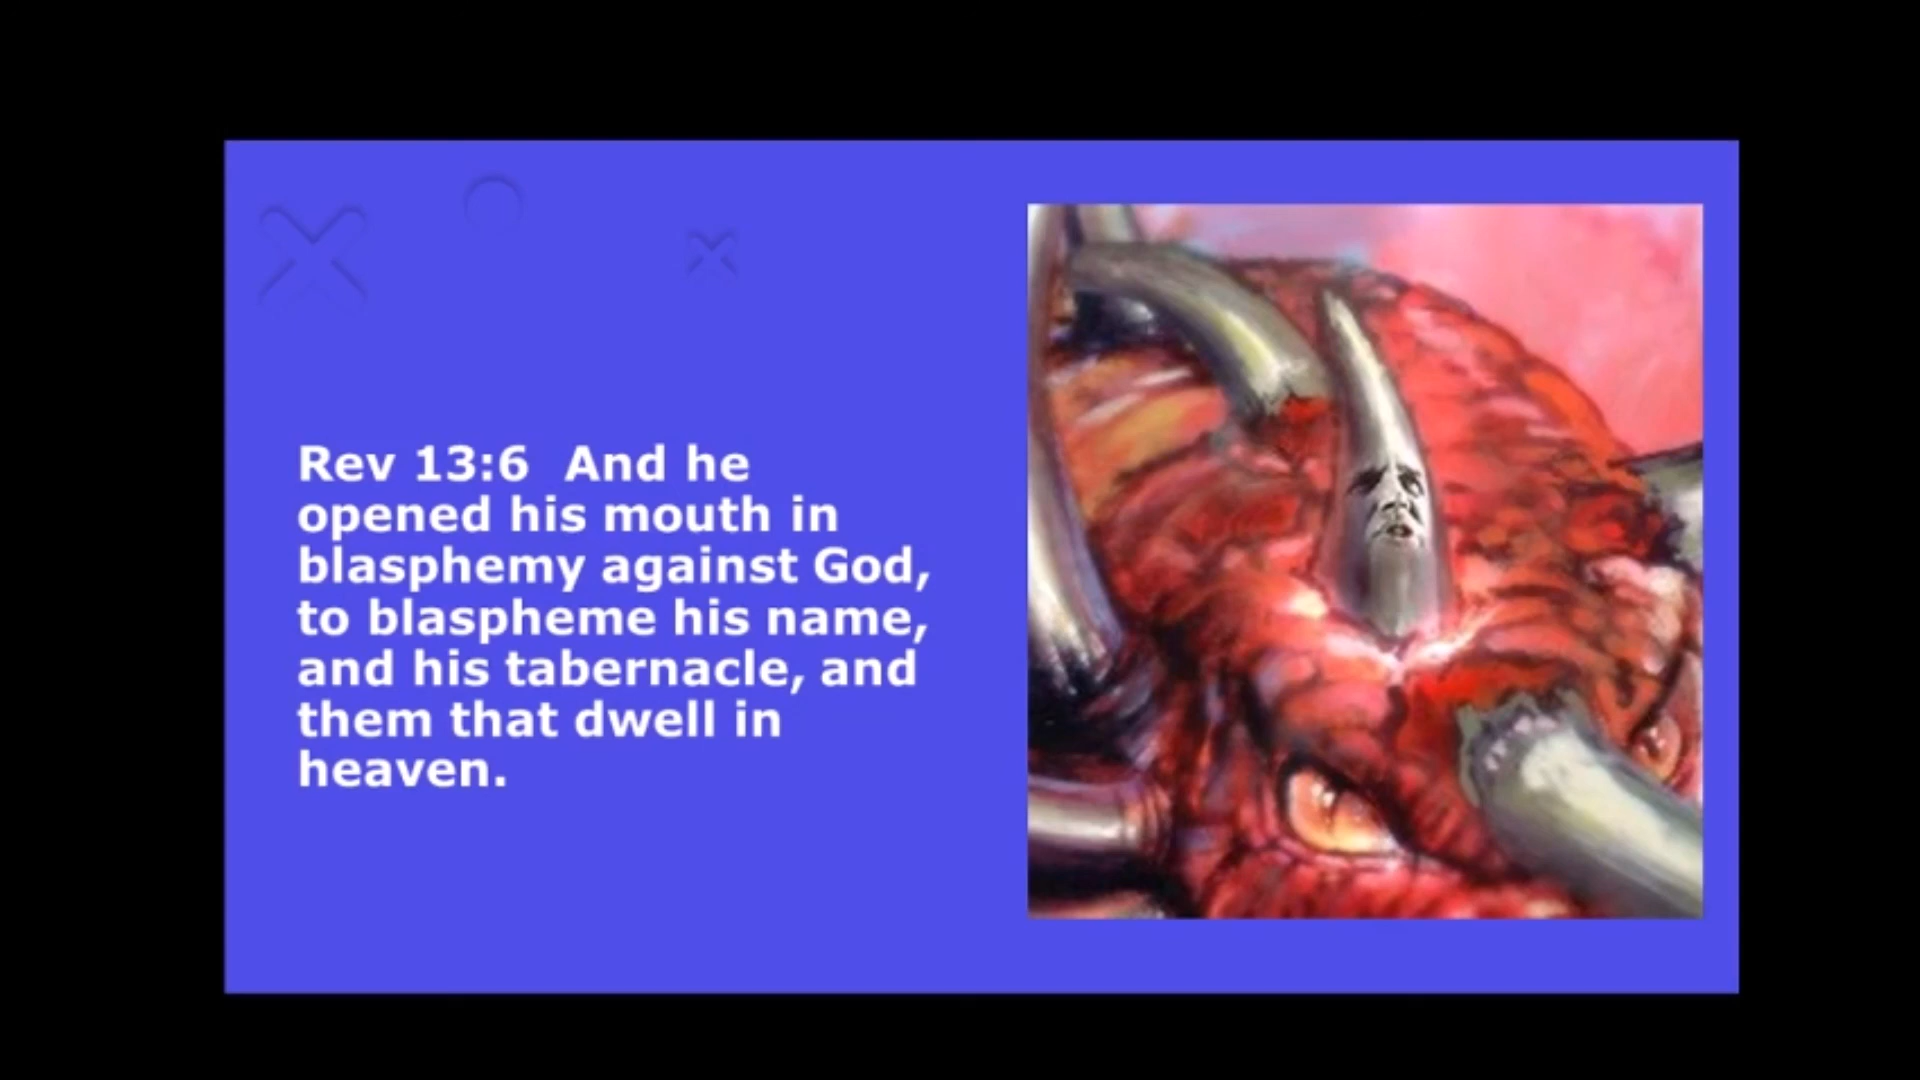 Rev 13:6  And he
opened his mouth in
blasphemy against God,
to blaspheme his name,
and his tabernacle, and
them that dwell in
heaven.